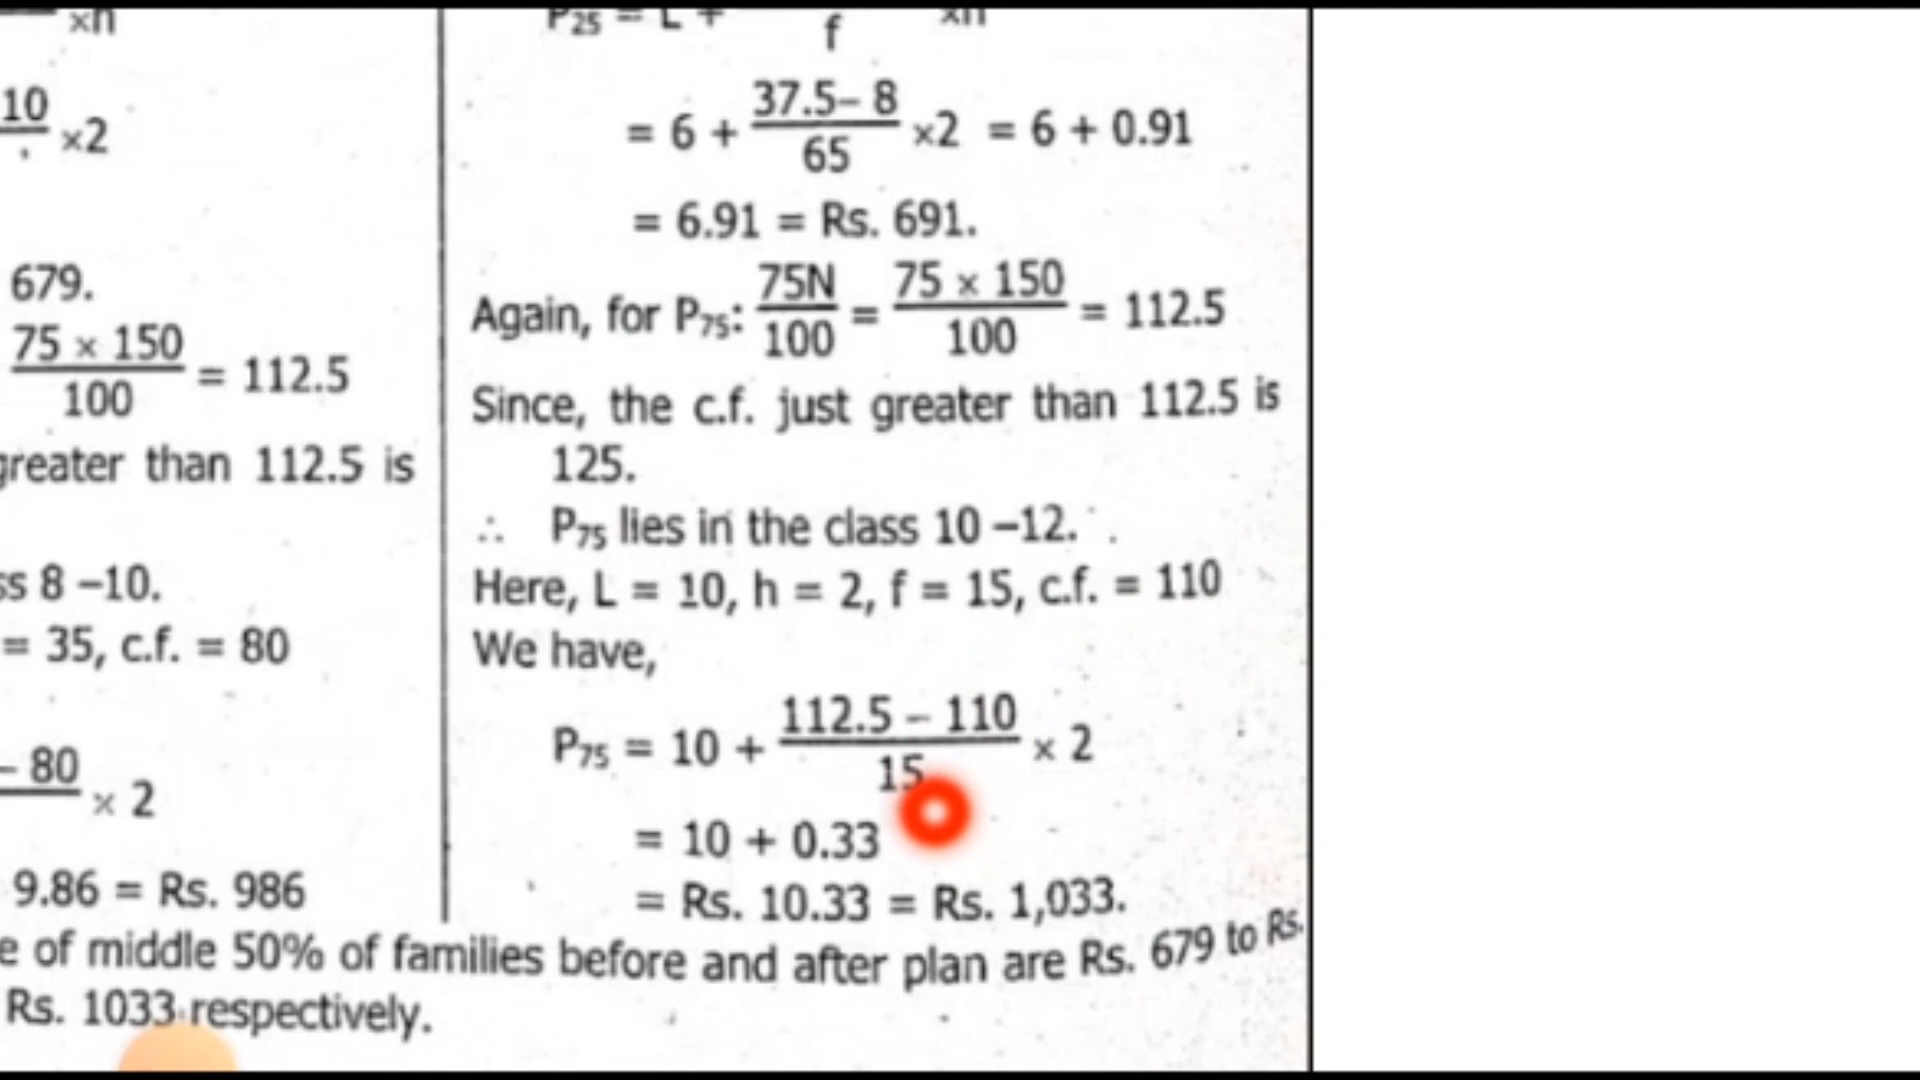 ×h
10
×2
679.
75 × 150
100
= 112.5
greater than 112.5 is
8 –10.
= 35, c.f. = 80
– 80
× 2
9.86 = Rs. 986
P25 = L +
f
×h
= 6 + 37.5– 8 / 65 ×2 = 6 + 0.91
= 6.91 = Rs. 691.
Again, for P75: 75N / 100 = 75 × 150 / 100 = 112.5
Since, the c.f. just greater than 112.5 is
125.
∴ P75 lies in the class 10 –12.
Here, L = 10, h = 2, f = 15, c.f. = 110
We have,
P75 = 10 + 112.5 – 110 / 15 × 2
= 10 + 0.33
= Rs. 10.33 = Rs. 1,033.
of middle 50% of families before and after plan are Rs. 679 to Rs.
Rs. 1033 respectively.